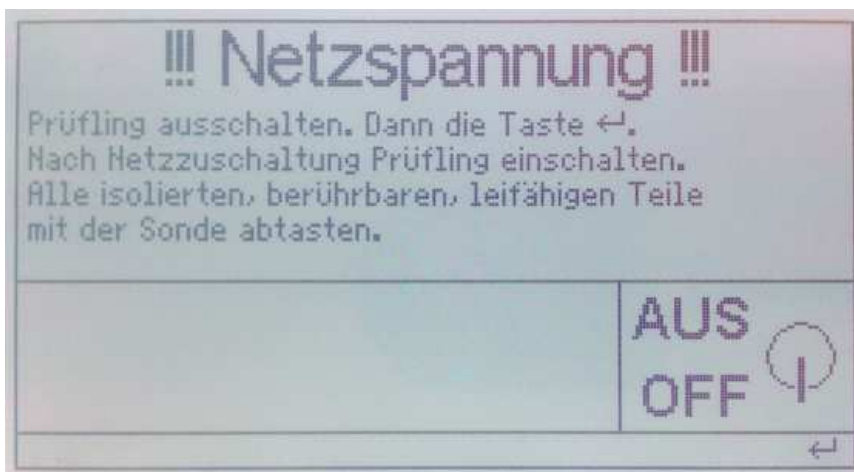 !!! Netzspannung !!!
Prüfling ausschalten. Dann die Taste ↵.
Nach Netzzuschaltung Prüfling einschalten.
Alle isolierten, berührbaren, leifähigen Teile
mit der Sonde abtasten.
AUS
OFF
↵